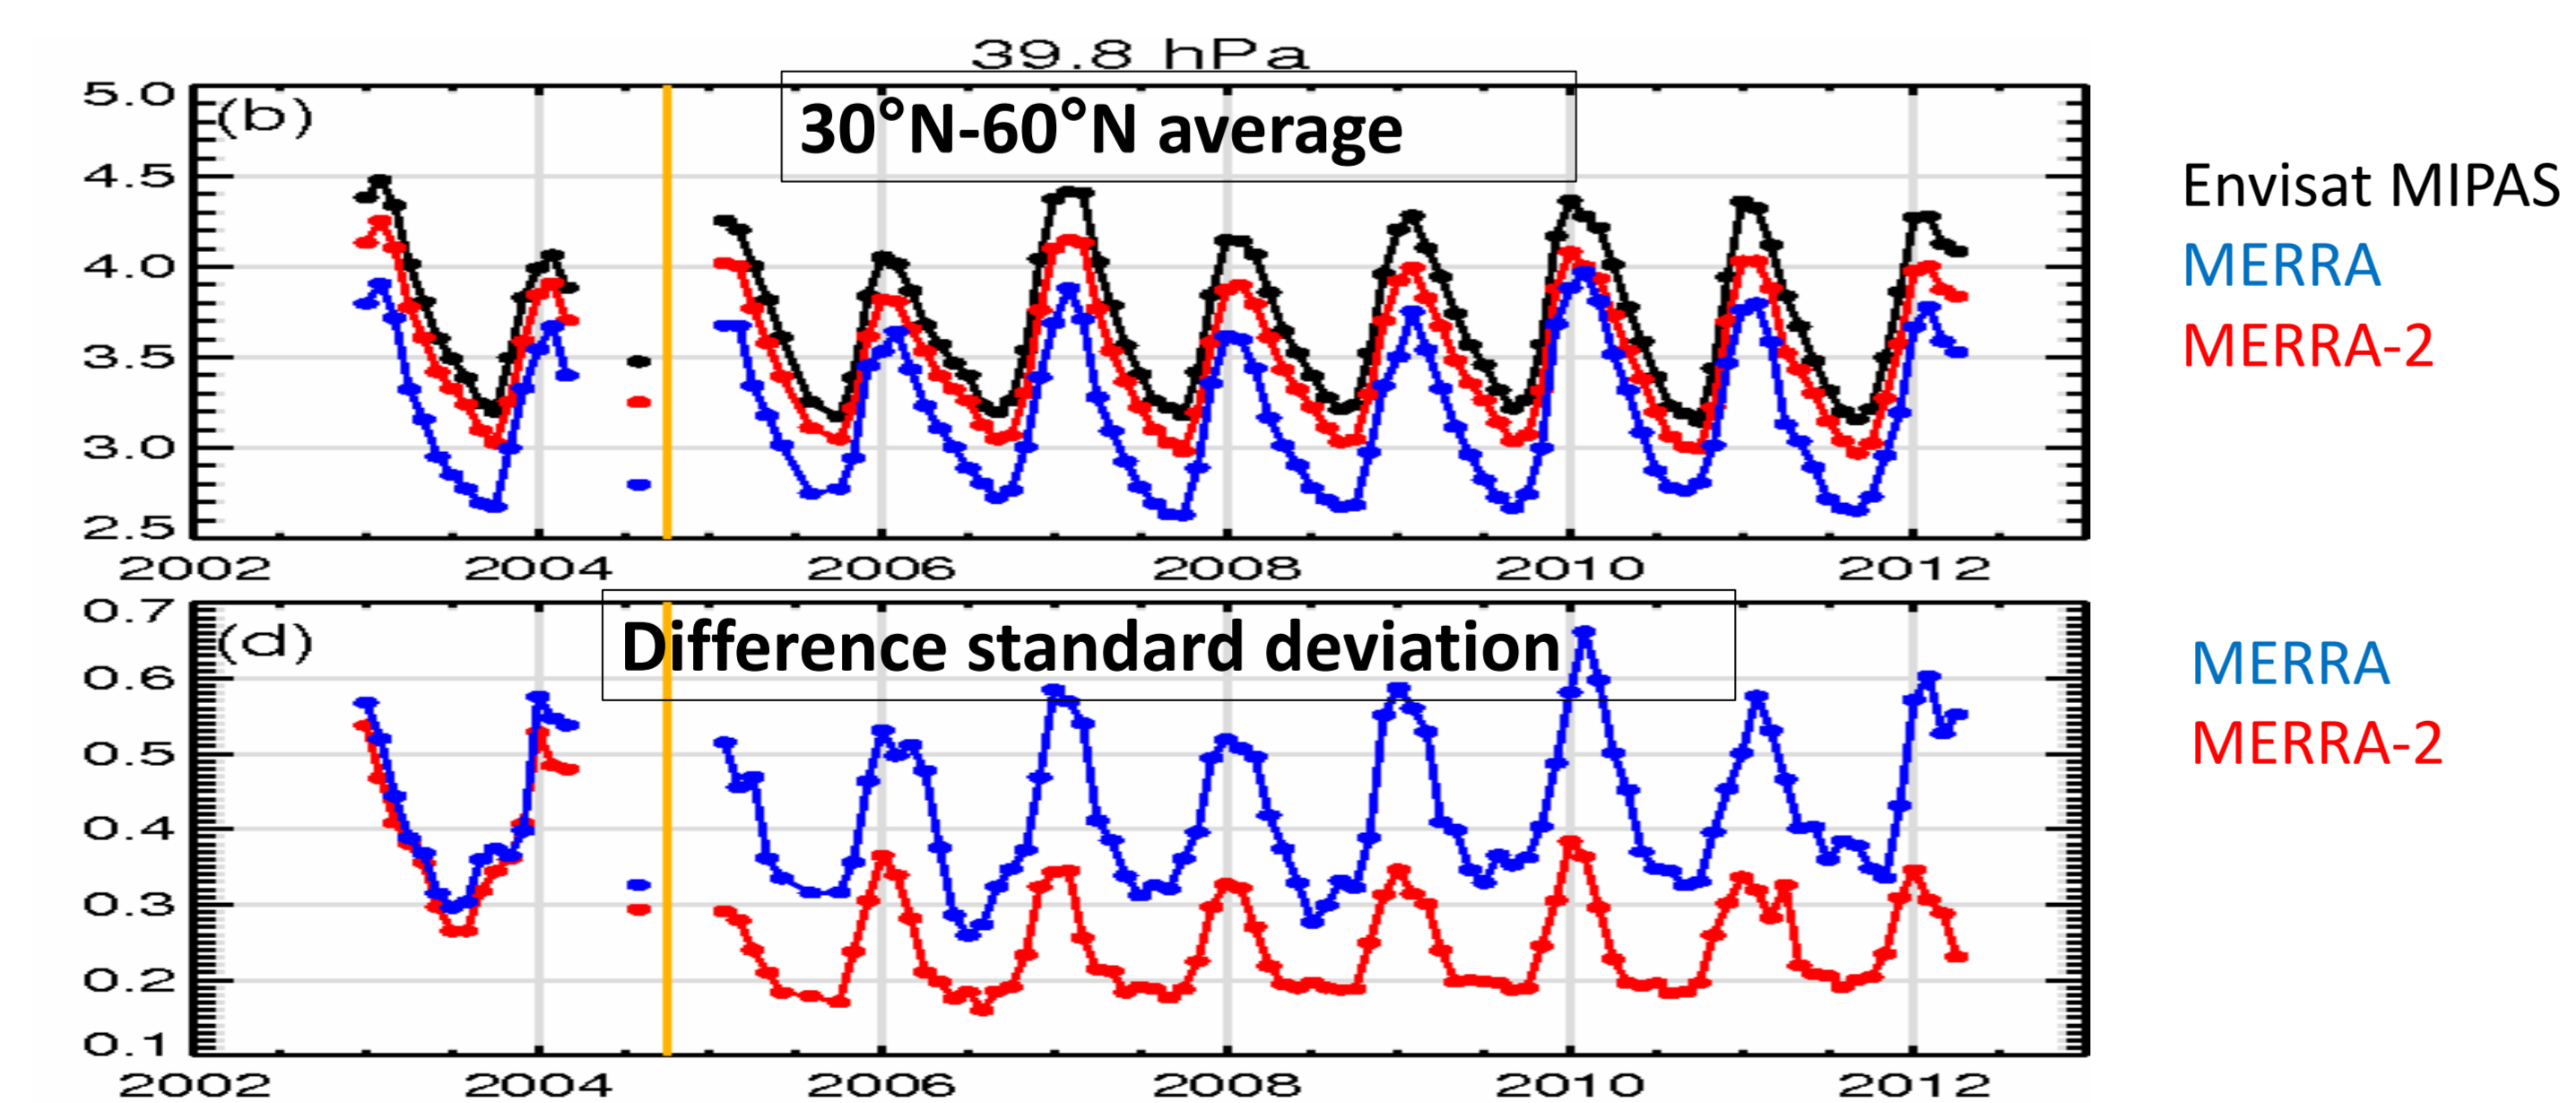 39.8 hPa
5.0
(b)
30°N-60°N average
4.5
4.0
3.5
3.0
2.5
2002 2004 2006 2008 2010 2012
Envisat MIPAS
MERRA
MERRA-2
0.7
(d)
Difference standard deviation
0.6
0.5
0.4
0.3
0.2
0.1
2002 2004 2006 2008 2010 2012
MERRA
MERRA-2